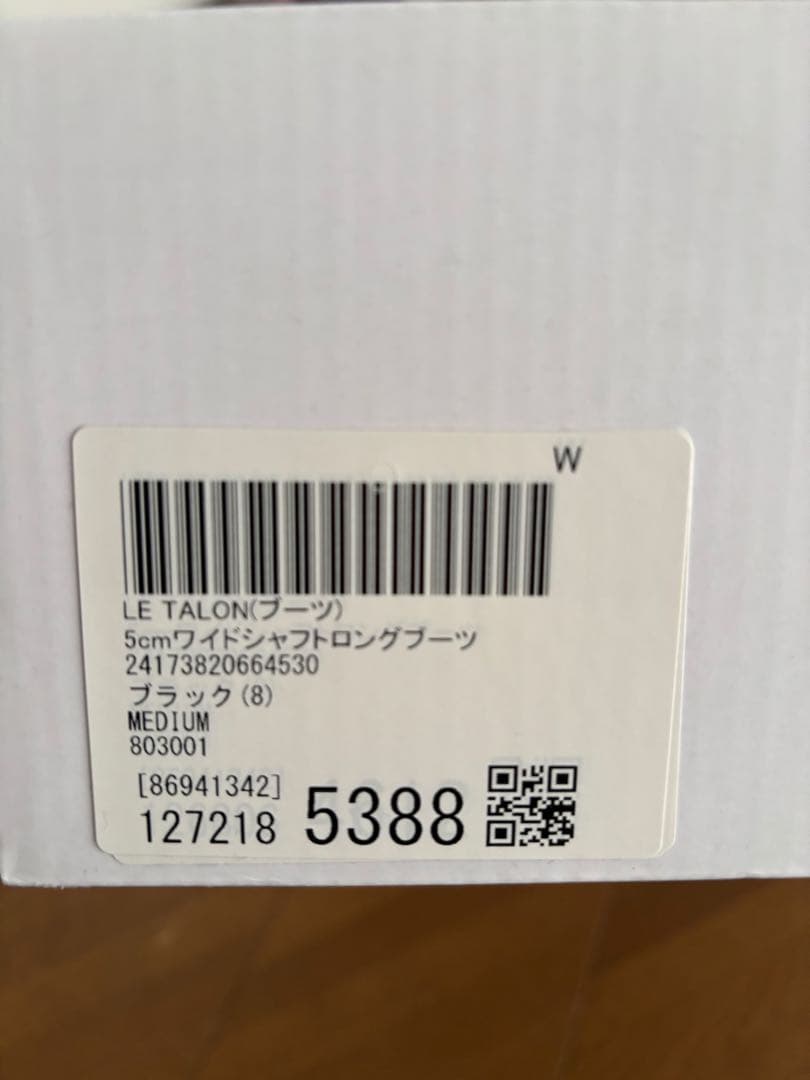 W
LE TALON(ブーツ)
5cmワイドシャフトロングブーツ
24173820664530
ブラック(8)
MEDIUM
803001
[86941342]
127218 5388